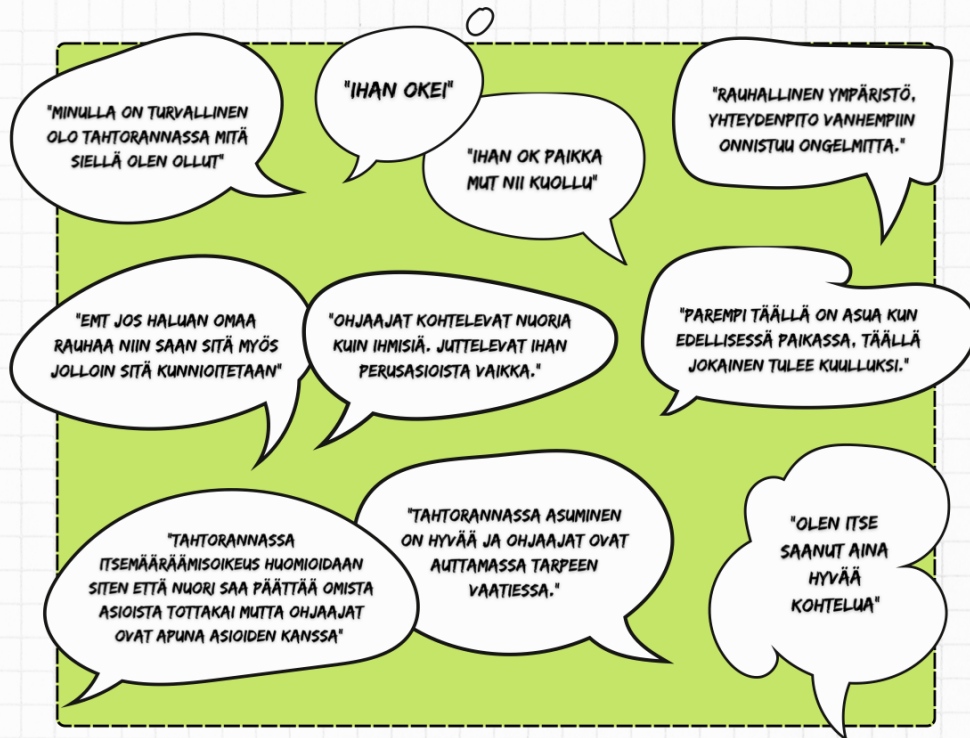 "MINULLA ON TURVALLINEN
OLO TAHTORANNASSA MITÄ
SIELLÄ OLEN OLLUT"
"IHAN OKEI"
"IHAN OK PAIKKA
MUT NII KUOLLU"
"RAUHALLINEN YMPÄRISTÖ,
YHTEYDENPITO VANHEMPIIN
ONNISTUU ONGELMITTA."
"EMT JOS HALUAN OMAA
RAUHAA NIIN SAAN SITÄ MYÖS
JOLLOIN SITÄ KUNNIOITETAAN"
"OHJAAJAT KOHTELEVAT NUORIA
KUIN IHMISIÄ. JUTTELEVAT IHAN
PERUSASIOISTA VAIKKA."
"PAREMPI TÄÄLLÄ ON ASUA KUN
EDELLISESSÄ PAIKASSA, TÄÄLLÄ
JOKAINEN TULEE KUULLUKSI."
"TAHTORANNASSA
ITSEMÄÄRÄÄMISOIKEUS HUOMIOIDAAN
SITEN ETTÄ NUORI SAA PÄÄTTÄÄ OMISTA
ASIOISTA TOTTAKAI MUTTA OHJAAJAT
OVAT APUNA ASIOIDEN KANSSA"
"TAHTORANNASSA ASUMINEN
ON HYVÄÄ JA OHJAAJAT OVAT
AUTTAMASSA TARPEEN
VAATIESSA."
"OLEN ITSE
SAANUT AINA
HYVÄÄ
KOHTELUA"